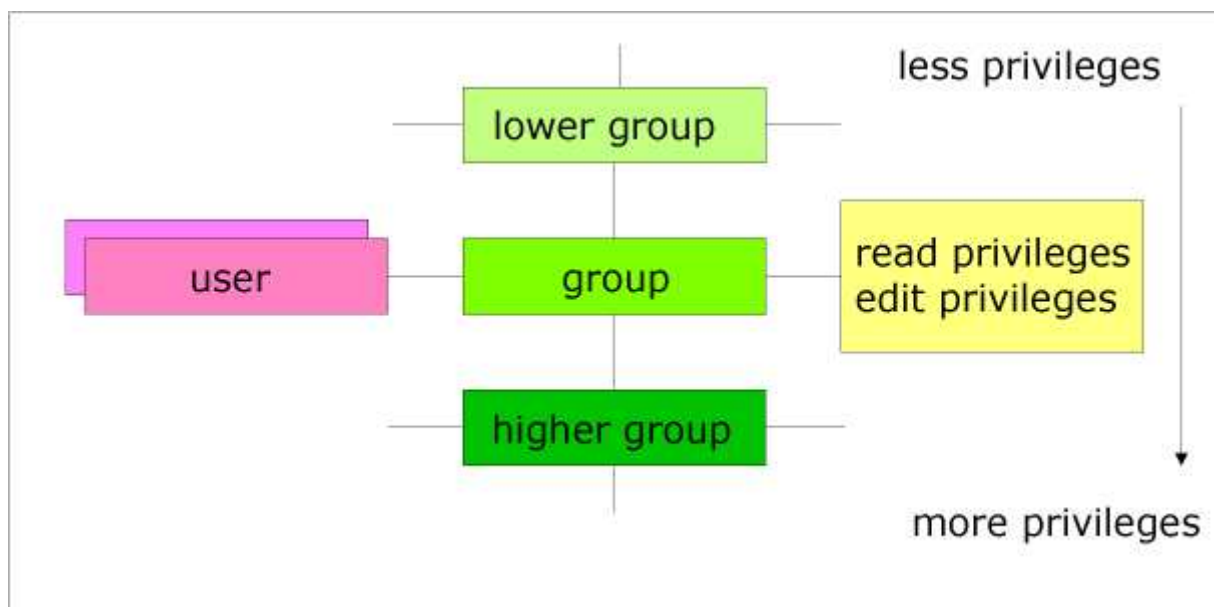 less privileges
lower group
user
group
read privileges
edit privileges
higher group
more privileges